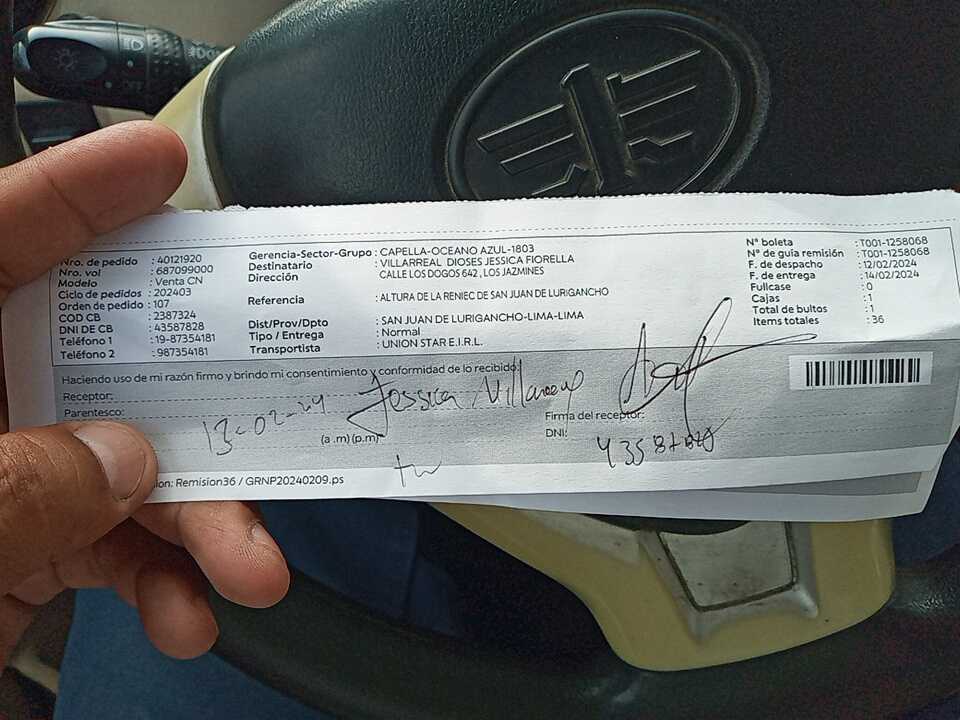 Nro. de pedido : 40121920
Nro. vol : 687099000
Modelo : Venta CN
Ciclo de pedidos : 202403
Orden de pedido : 107
COD CB : 2387324
DNI DE CB : 43587828
Teléfono 1 : 19-87354181
Teléfono 2 : 987354181
Gerencia-Sector-Grupo : CAPELLA-OCEANO AZUL-1803
Destinatario : VILLARREAL DIOSES JESSICA FIORELLA
Dirección CALLE LOS DOGOS 642 , LOS JAZMINES
Referencia : ALTURA DE LA RENIEC DE SAN JUAN DE LURIGANCHO
Dist/Prov/Dpto : SAN JUAN DE LURIGANCHO-LIMA-LIMA
Tipo / Entrega : Normal
Transportista : UNION STAR E.I.R.L.
N° boleta : T001-1258068
N° de guía remisión : T001-1258068
F. de despacho : 12/02/2024
F. de entrega : 14/02/2024
Fullcase : 0
Cajas : 1
Total de bultos : 1
Items totales : 36
Haciendo uso de mi razón firmo y brindo mi consentimiento y conformidad de lo recibido:
Receptor: Jessica Villarreal
Parentesco:
13-02-24
(a .m) (p.m)
Firma del receptor:
DNI:
ion: Remision36 / GRNP20240209.ps
OFF